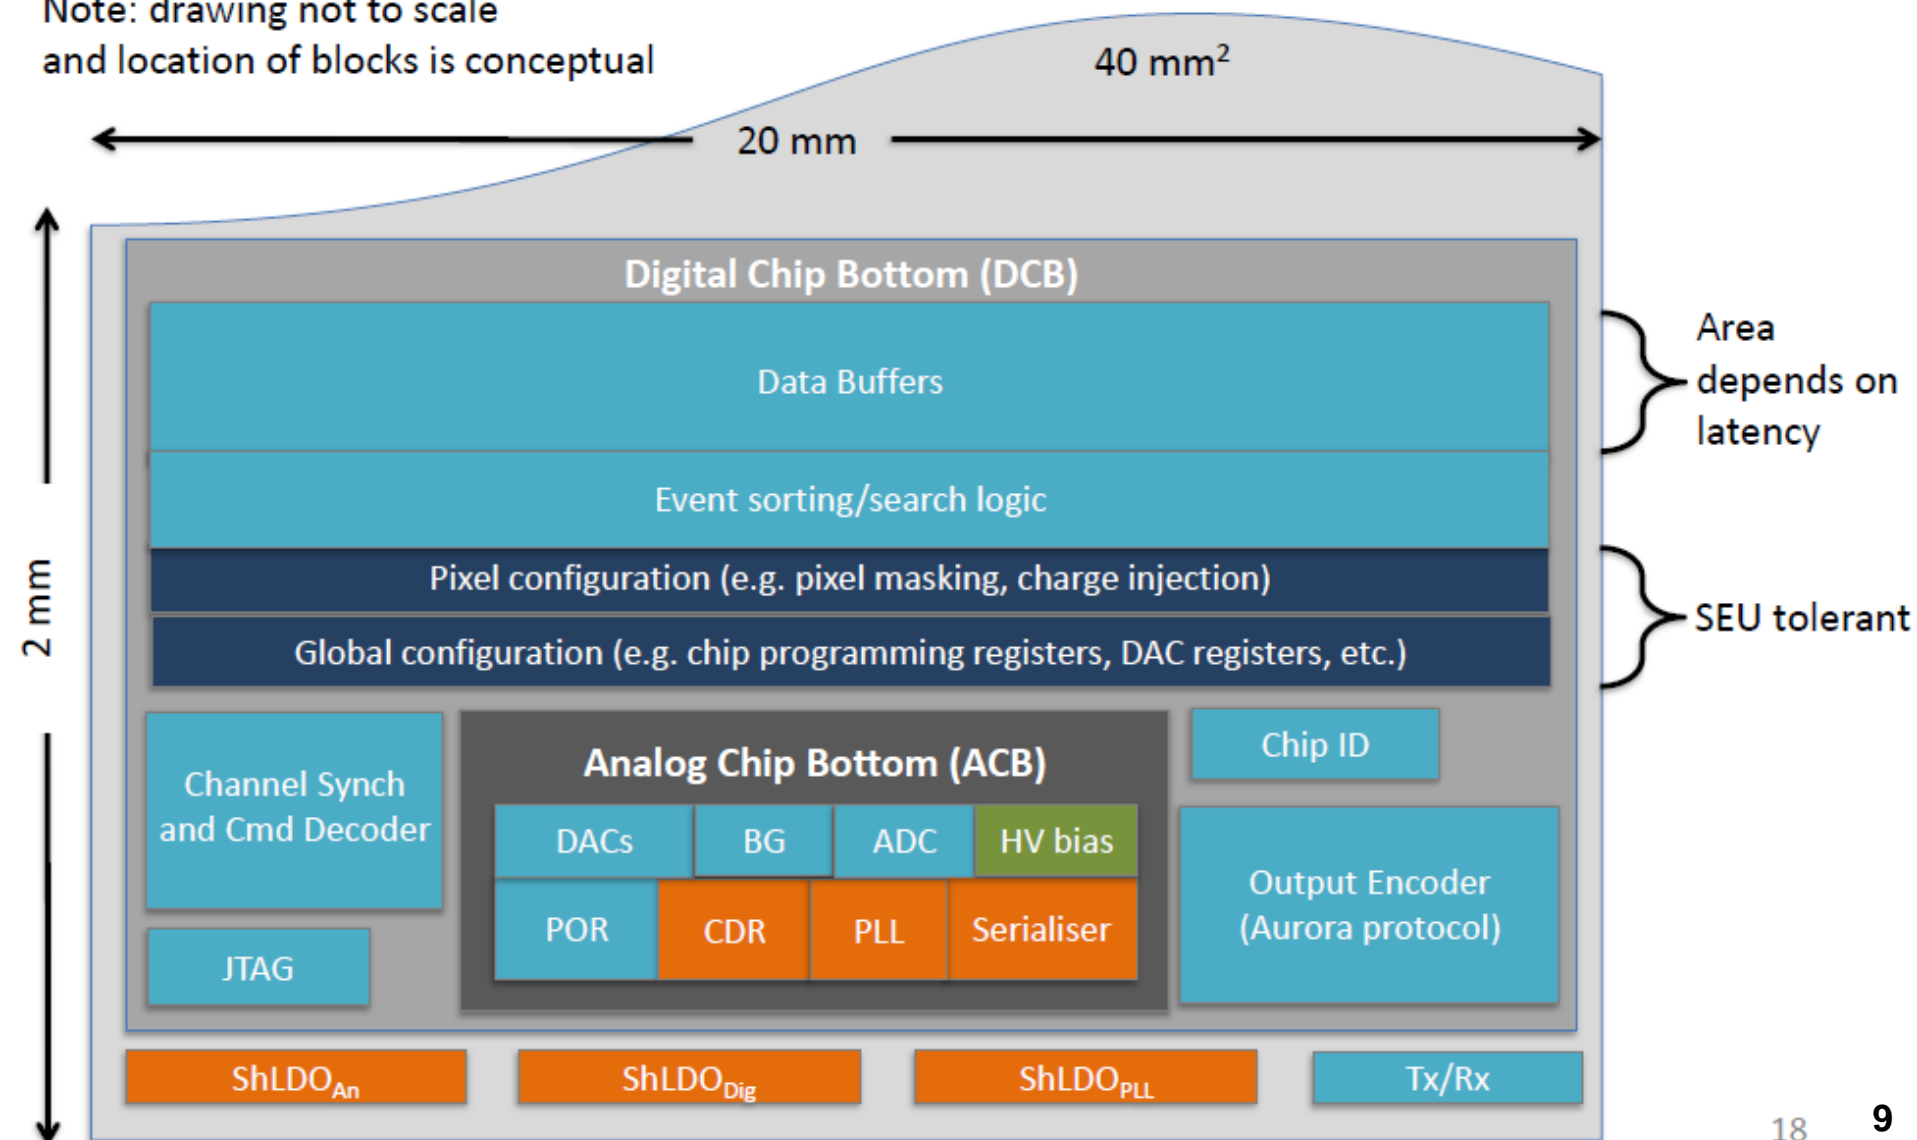 Note: drawing not to scale
and location of blocks is conceptual
40 mm²
20 mm
2 mm
Digital Chip Bottom (DCB)
Data Buffers
Area
depends on
latency
Event sorting/search logic
Pixel configuration (e.g. pixel masking, charge injection)
Global configuration (e.g. chip programming registers, DAC registers, etc.)
SEU tolerant
Channel Synch
and Cmd Decoder
JTAG
Analog Chip Bottom (ACB)
DACs BG ADC HV bias
POR CDR PLL Serialiser
Chip ID
Output Encoder
(Aurora protocol)
ShLDO_An ShLDO_Dig ShLDO_PLL Tx/Rx
18 9